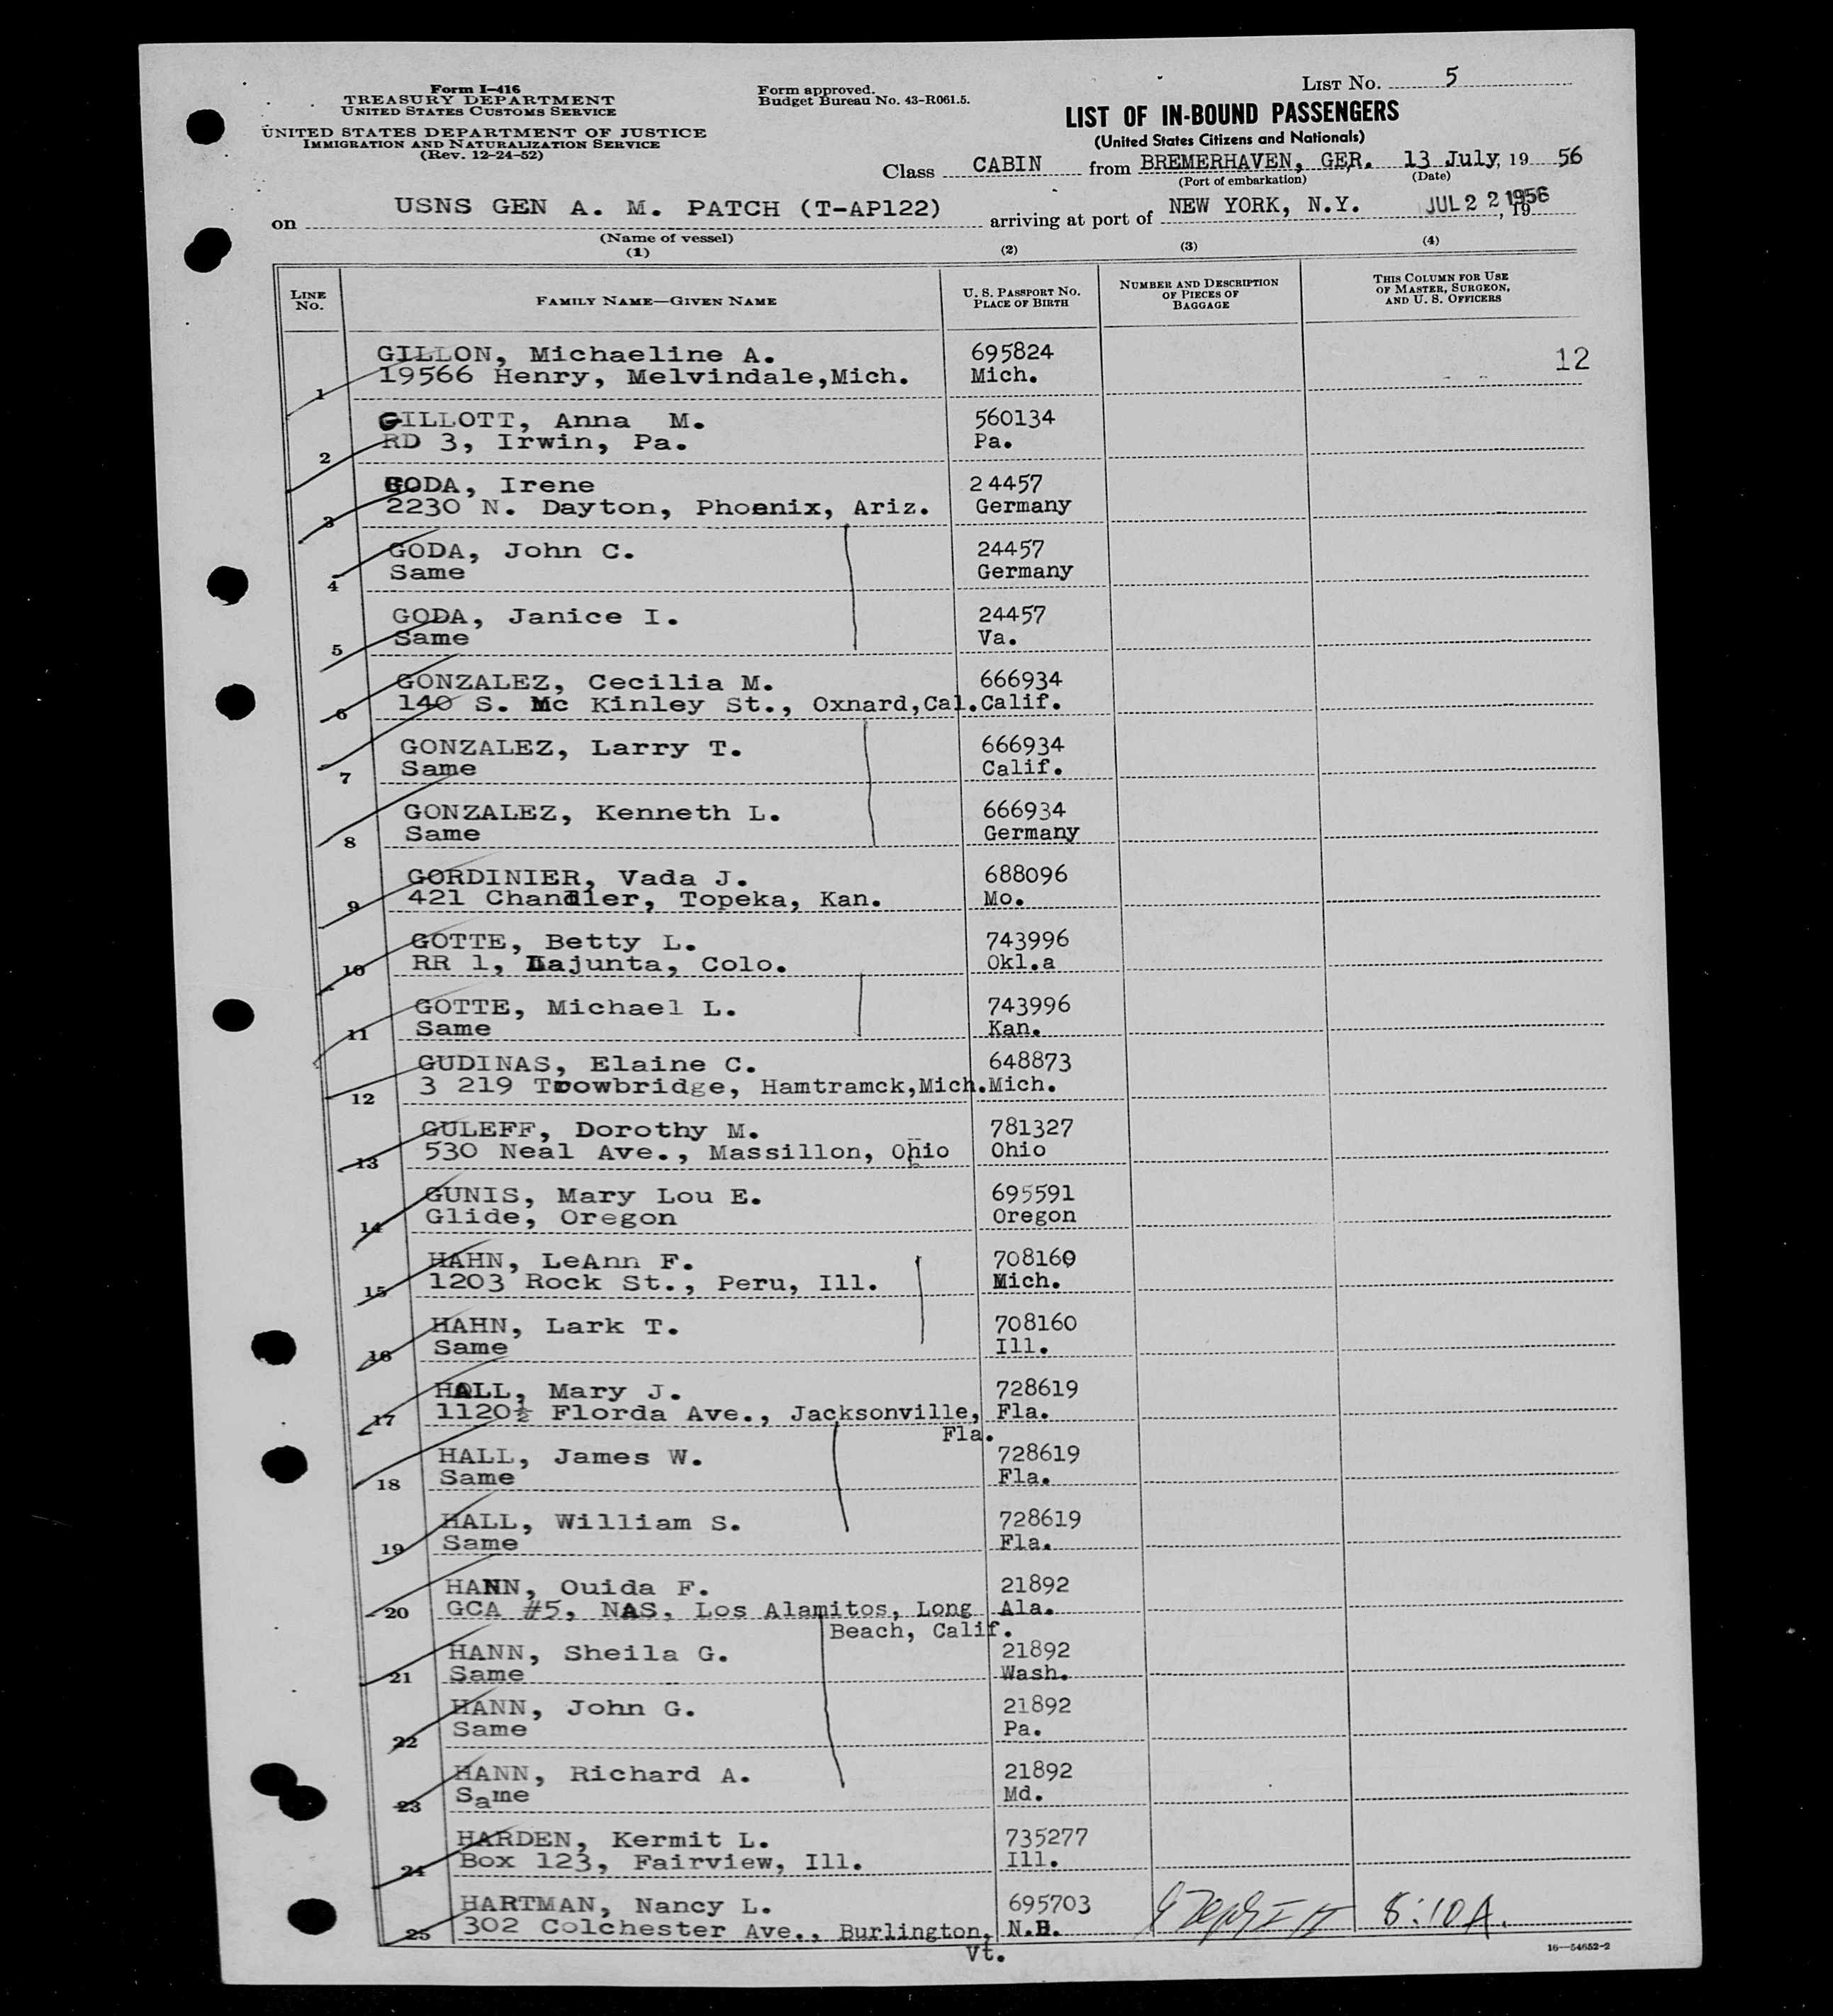 Form I-416
TREASURY DEPARTMENT
UNITED STATES CUSTOMS SERVICE
UNITED STATES DEPARTMENT OF JUSTICE
IMMIGRATION AND NATURALIZATION SERVICE
(Rev. 12-24-52)
Form approved.
Budget Bureau No. 43-R061.5.
LIST No. 5
LIST OF IN-BOUND PASSENGERS
(United States Citizens and Nationals)
Class CABIN from BREMERHAVEN, GER. 13 July, 19 56
(Port of embarkation) (Date)
on USNS GEN A. M. PATCH (T-AP122) arriving at port of NEW YORK, N.Y. JUL 2 2 1956, 19
(Name of vessel)
(1) (2) (3) (4)
LINE No. FAMILY NAME—GIVEN NAME U. S. PASSPORT NO. PLACE OF BIRTH NUMBER AND DESCRIPTION OF PIECES OF BAGGAGE THIS COLUMN FOR USE OF MASTER, SURGEON, AND U. S. OFFICERS
GILLON, Michaeline A. 695824 12
1 19566 Henry, Melvindale,Mich. Mich.
GILLOTT, Anna M. 560134
2 RD 3, Irwin, Pa. Pa.
GODA, Irene 24457
3 2230 N. Dayton, Phoenix, Ariz. Germany
GODA, John C. 24457
4 Same Germany
GODA, Janice I. 24457
5 Same Va.
GONZALEZ, Cecilia M. 666934
6 140 S. Mc Kinley St., Oxnard,Cal. Calif.
GONZALEZ, Larry T. 666934
7 Same Calif.
GONZALEZ, Kenneth L. 666934
8 Same Germany
GORDINIER, Vada J. 688096
9 421 Chandler, Topeka, Kan. Mo.
GOTTE, Betty L. 743996
10 RR 1, Lajunta, Colo. Okl.a
GOTTE, Michael L. 743996
11 Same Kan.
GUDINAS, Elaine C. 648873
12 3 219 Trowbridge, Hamtramck,Mich. Mich.
GULEFF, Dorothy M. 781327
13 530 Neal Ave., Massillon, Ohio Ohio
GUNIS, Mary Lou E. 695591
14 Glide, Oregon Oregon
HAHN, LeAnn F. 708160
15 1203 Rock St., Peru, Ill. Mich.
HAHN, Lark T. 708160
16 Same Ill.
HALL, Mary J. 728619
17 1120½ Florda Ave., Jacksonville, Fla.
Fla.
HALL, James W. 728619
18 Same Fla.
HALL, William S. 728619
19 Same Fla.
HANN, Ouida F. 21892
20 GCA #5, NAS, Los Alamitos, Long Ala.
Beach, Calif.
HANN, Sheila G. 21892
21 Same Wash.
HANN, John G. 21892
22 Same Pa.
HANN, Richard A. 21892
23 Same Md.
HARDEN, Kermit L. 735277
24 Box 123, Fairview, Ill. Ill.
HARTMAN, Nancy L. 695703
25 302 Colchester Ave., Burlington, N.H. 8:10A.
Vt.
16—54652-2